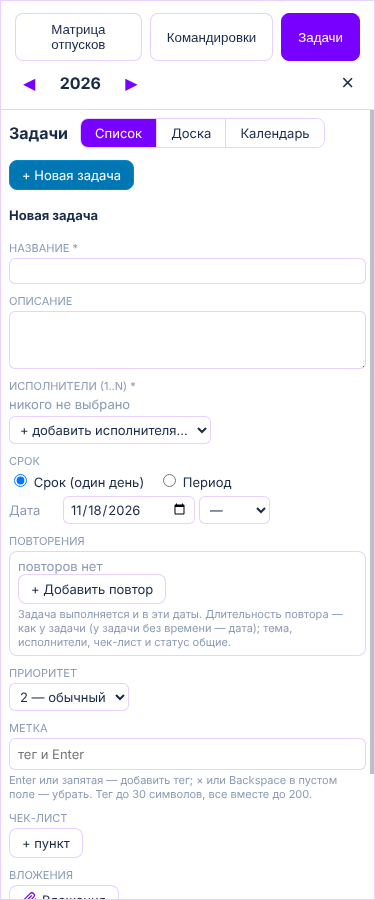 Матрица
отпусков
Командировки
Задачи
◀ 2026 ▶ ×
Задачи
Список
Доска
Календарь
+ Новая задача
Новая задача
НАЗВАНИЕ *
ОПИСАНИЕ
ИСПОЛНИТЕЛИ (1..N) *
никого не выбрано
+ добавить исполнителя...
СРОК
Срок (один день) Период
Дата 11/18/2026 —
ПОВТОРЕНИЯ
повторов нет
+ Добавить повтор
Задача выполняется и в эти даты. Длительность повтора —
как у задачи (у задачи без времени — дата); тема,
исполнители, чек-лист и статус общие.
ПРИОРИТЕТ
2 — обычный
МЕТКА
тег и Enter
Enter или запятая — добавить тег; × или Backspace в пустом
поле — убрать. Тег до 30 символов, все вместе до 200.
ЧЕК-ЛИСТ
+ пункт
ВЛОЖЕНИЯ
Вложения